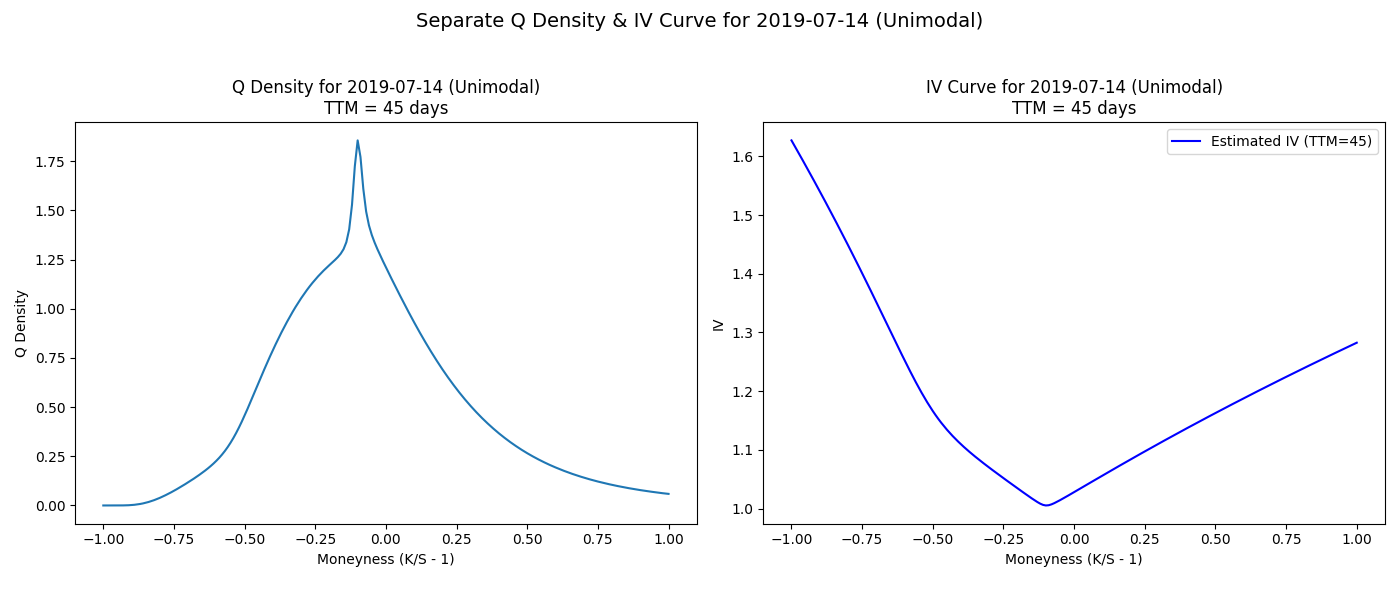 Separate Q Density & IV Curve for 2019-07-14 (Unimodal)
Q Density for 2019-07-14 (Unimodal)
TTM = 45 days
Q Density
1.75
1.50
1.25
1.00
0.75
0.50
0.25
0.00
−1.00 −0.75 −0.50 −0.25 0.00 0.25 0.50 0.75 1.00
Moneyness (K/S - 1)
IV Curve for 2019-07-14 (Unimodal)
TTM = 45 days
Estimated IV (TTM=45)
IV
1.6
1.5
1.4
1.3
1.2
1.1
1.0
−1.00 −0.75 −0.50 −0.25 0.00 0.25 0.50 0.75 1.00
Moneyness (K/S - 1)